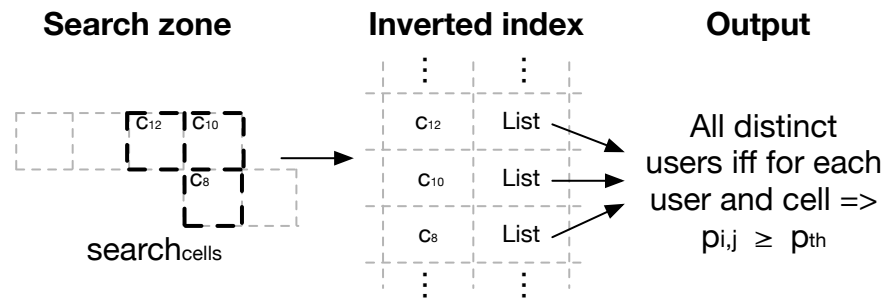 Search zone
Inverted index
Output
C12 C10
C8
searchcells
⋮ ⋮
C12 List
C10 List
C8 List
⋮ ⋮
All distinct
users iff for each
user and cell =>
pi,j ≥ pth